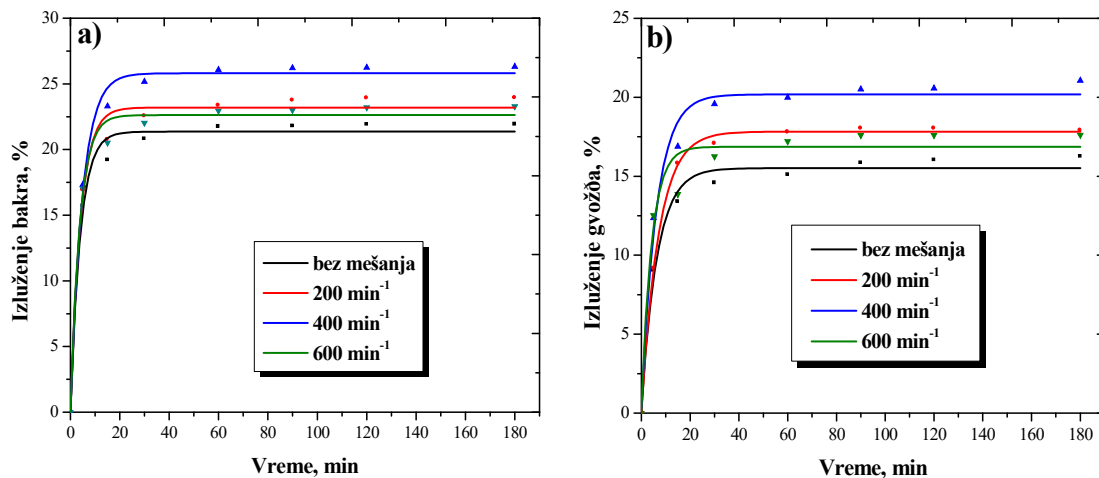 a)
30
25
20
15
10
5
0
Izluženje bakra, %
bez mešanja
200 min⁻¹
400 min⁻¹
600 min⁻¹
0 20 40 60 80 100 120 140 160 180
Vreme, min
b)
25
20
15
10
5
0
Izluženje gvožđa, %
bez mešanja
200 min⁻¹
400 min⁻¹
600 min⁻¹
0 20 40 60 80 100 120 140 160 180
Vreme, min